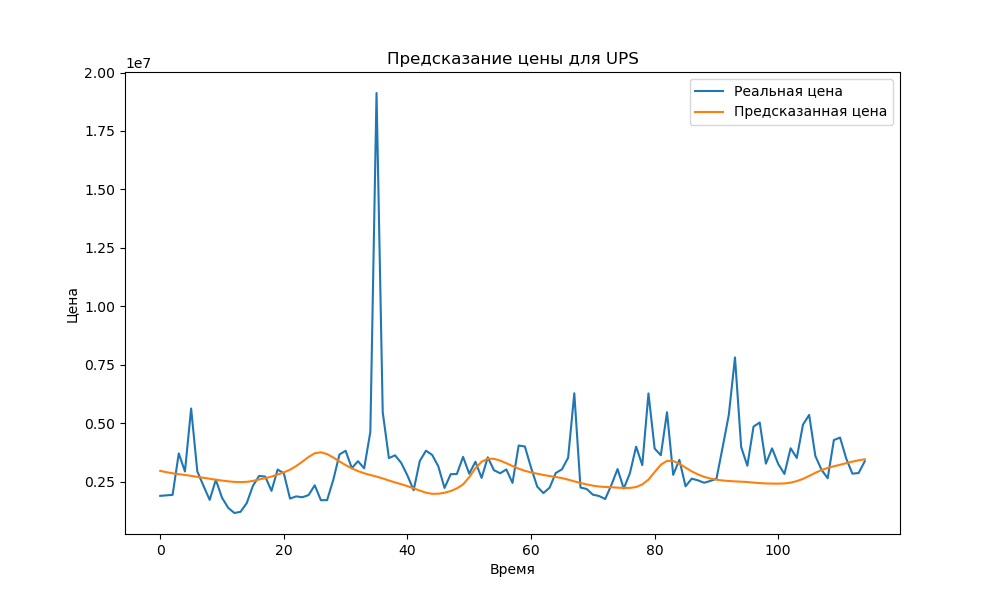 Предсказание цены для UPS
1e7
2.00
1.75
1.50
1.25
1.00
0.75
0.50
0.25
Цена
Реальная цена
Предсказанная цена
0 20 40 60 80 100
Время